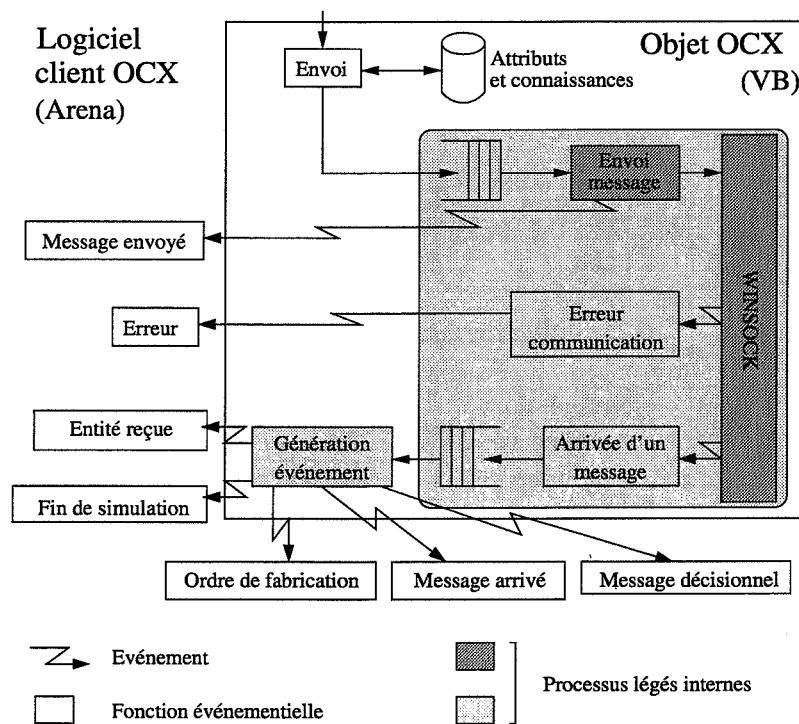 Logiciel
client OCX
(Arena)
Objet OCX
(VB)
Envoi
Attributs
et connaissances
Envoi
message
Message envoyé
WINSOCK
Erreur
Erreur
communication
Entité reçue
Génération
événement
Arrivée d'un
message
Fin de simulation
Ordre de fabrication
Message arrivé
Message décisionnel
Evénement
Fonction événementielle
Processus légés internes